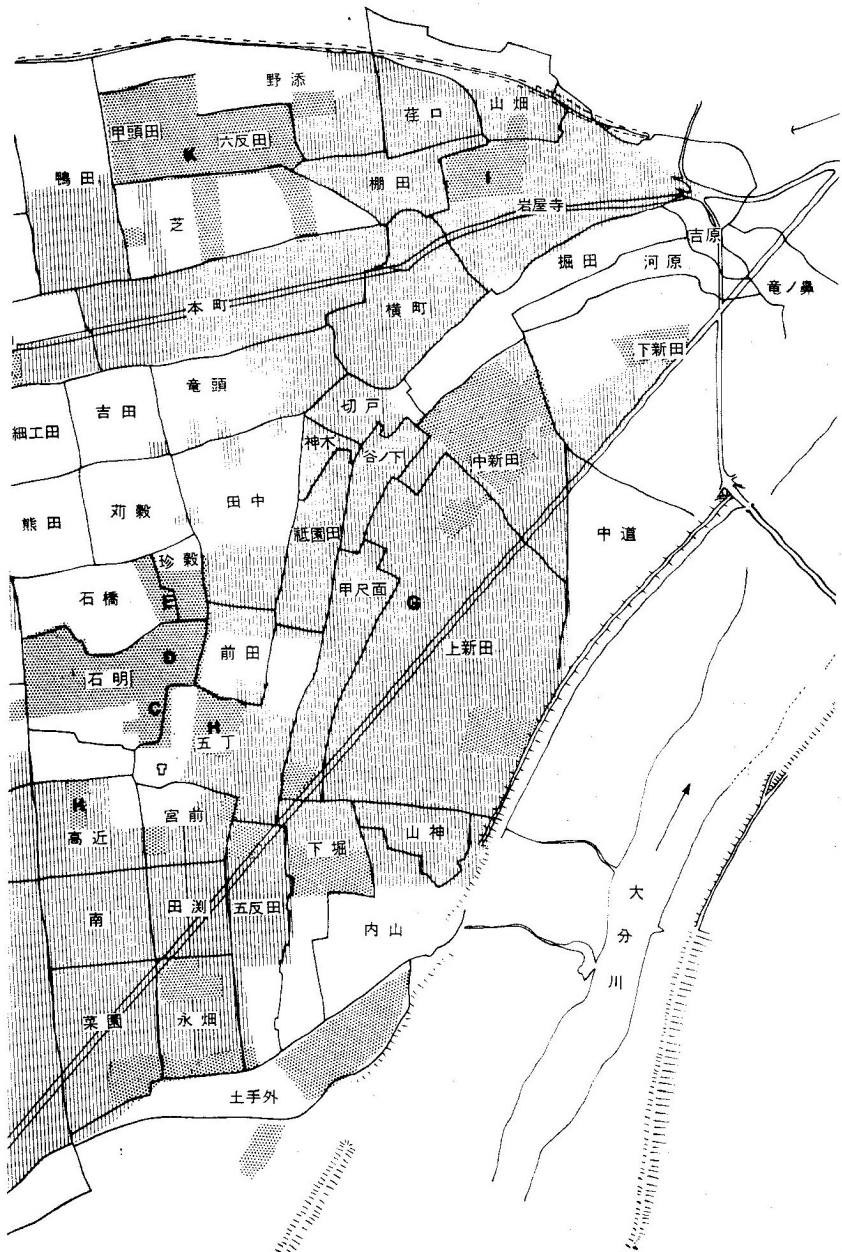 野添
荏口
山畑
甲頭田
六反田
K
鴨田
棚田
I
芝
岩屋寺
吉原
掘田
河原
竜ノ鼻
本町
横町
下新田
竜頭
吉田
切戸
細工田
神木
谷ノ下
中新田
田中
苅穀
熊田
祗園田
中道
珍穀
石橋
E
甲尺面
G
前田
上新田
D
石明
C
H
五丁
H
高近
宮前
下堀
山神
南
田渕
五反田
内山
大分川
菜園
永畑
土手外